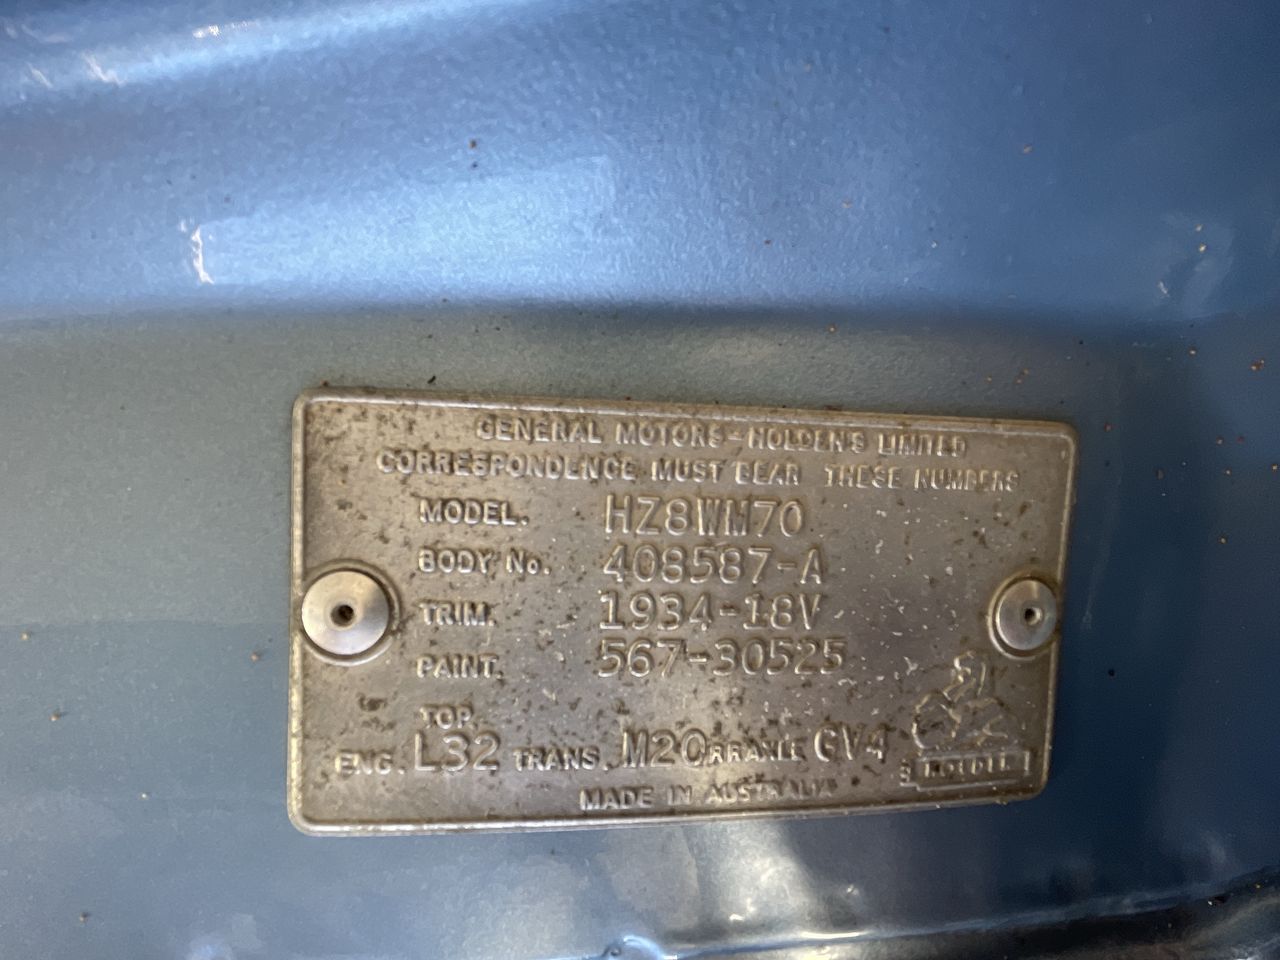 GENERAL MOTORS-HOLDEN'S LIMITED
CORRESPONDENCE MUST BEAR THESE NUMBERS
MODEL. HZ8WM70
BODY No. 408587-A
TRIM. 1934-18V
PAINT. 567-30525
TOP.
ENG. L32 TRANS. M20 RRAXLE GV4
HOLDEN
MADE IN AUSTRALIA